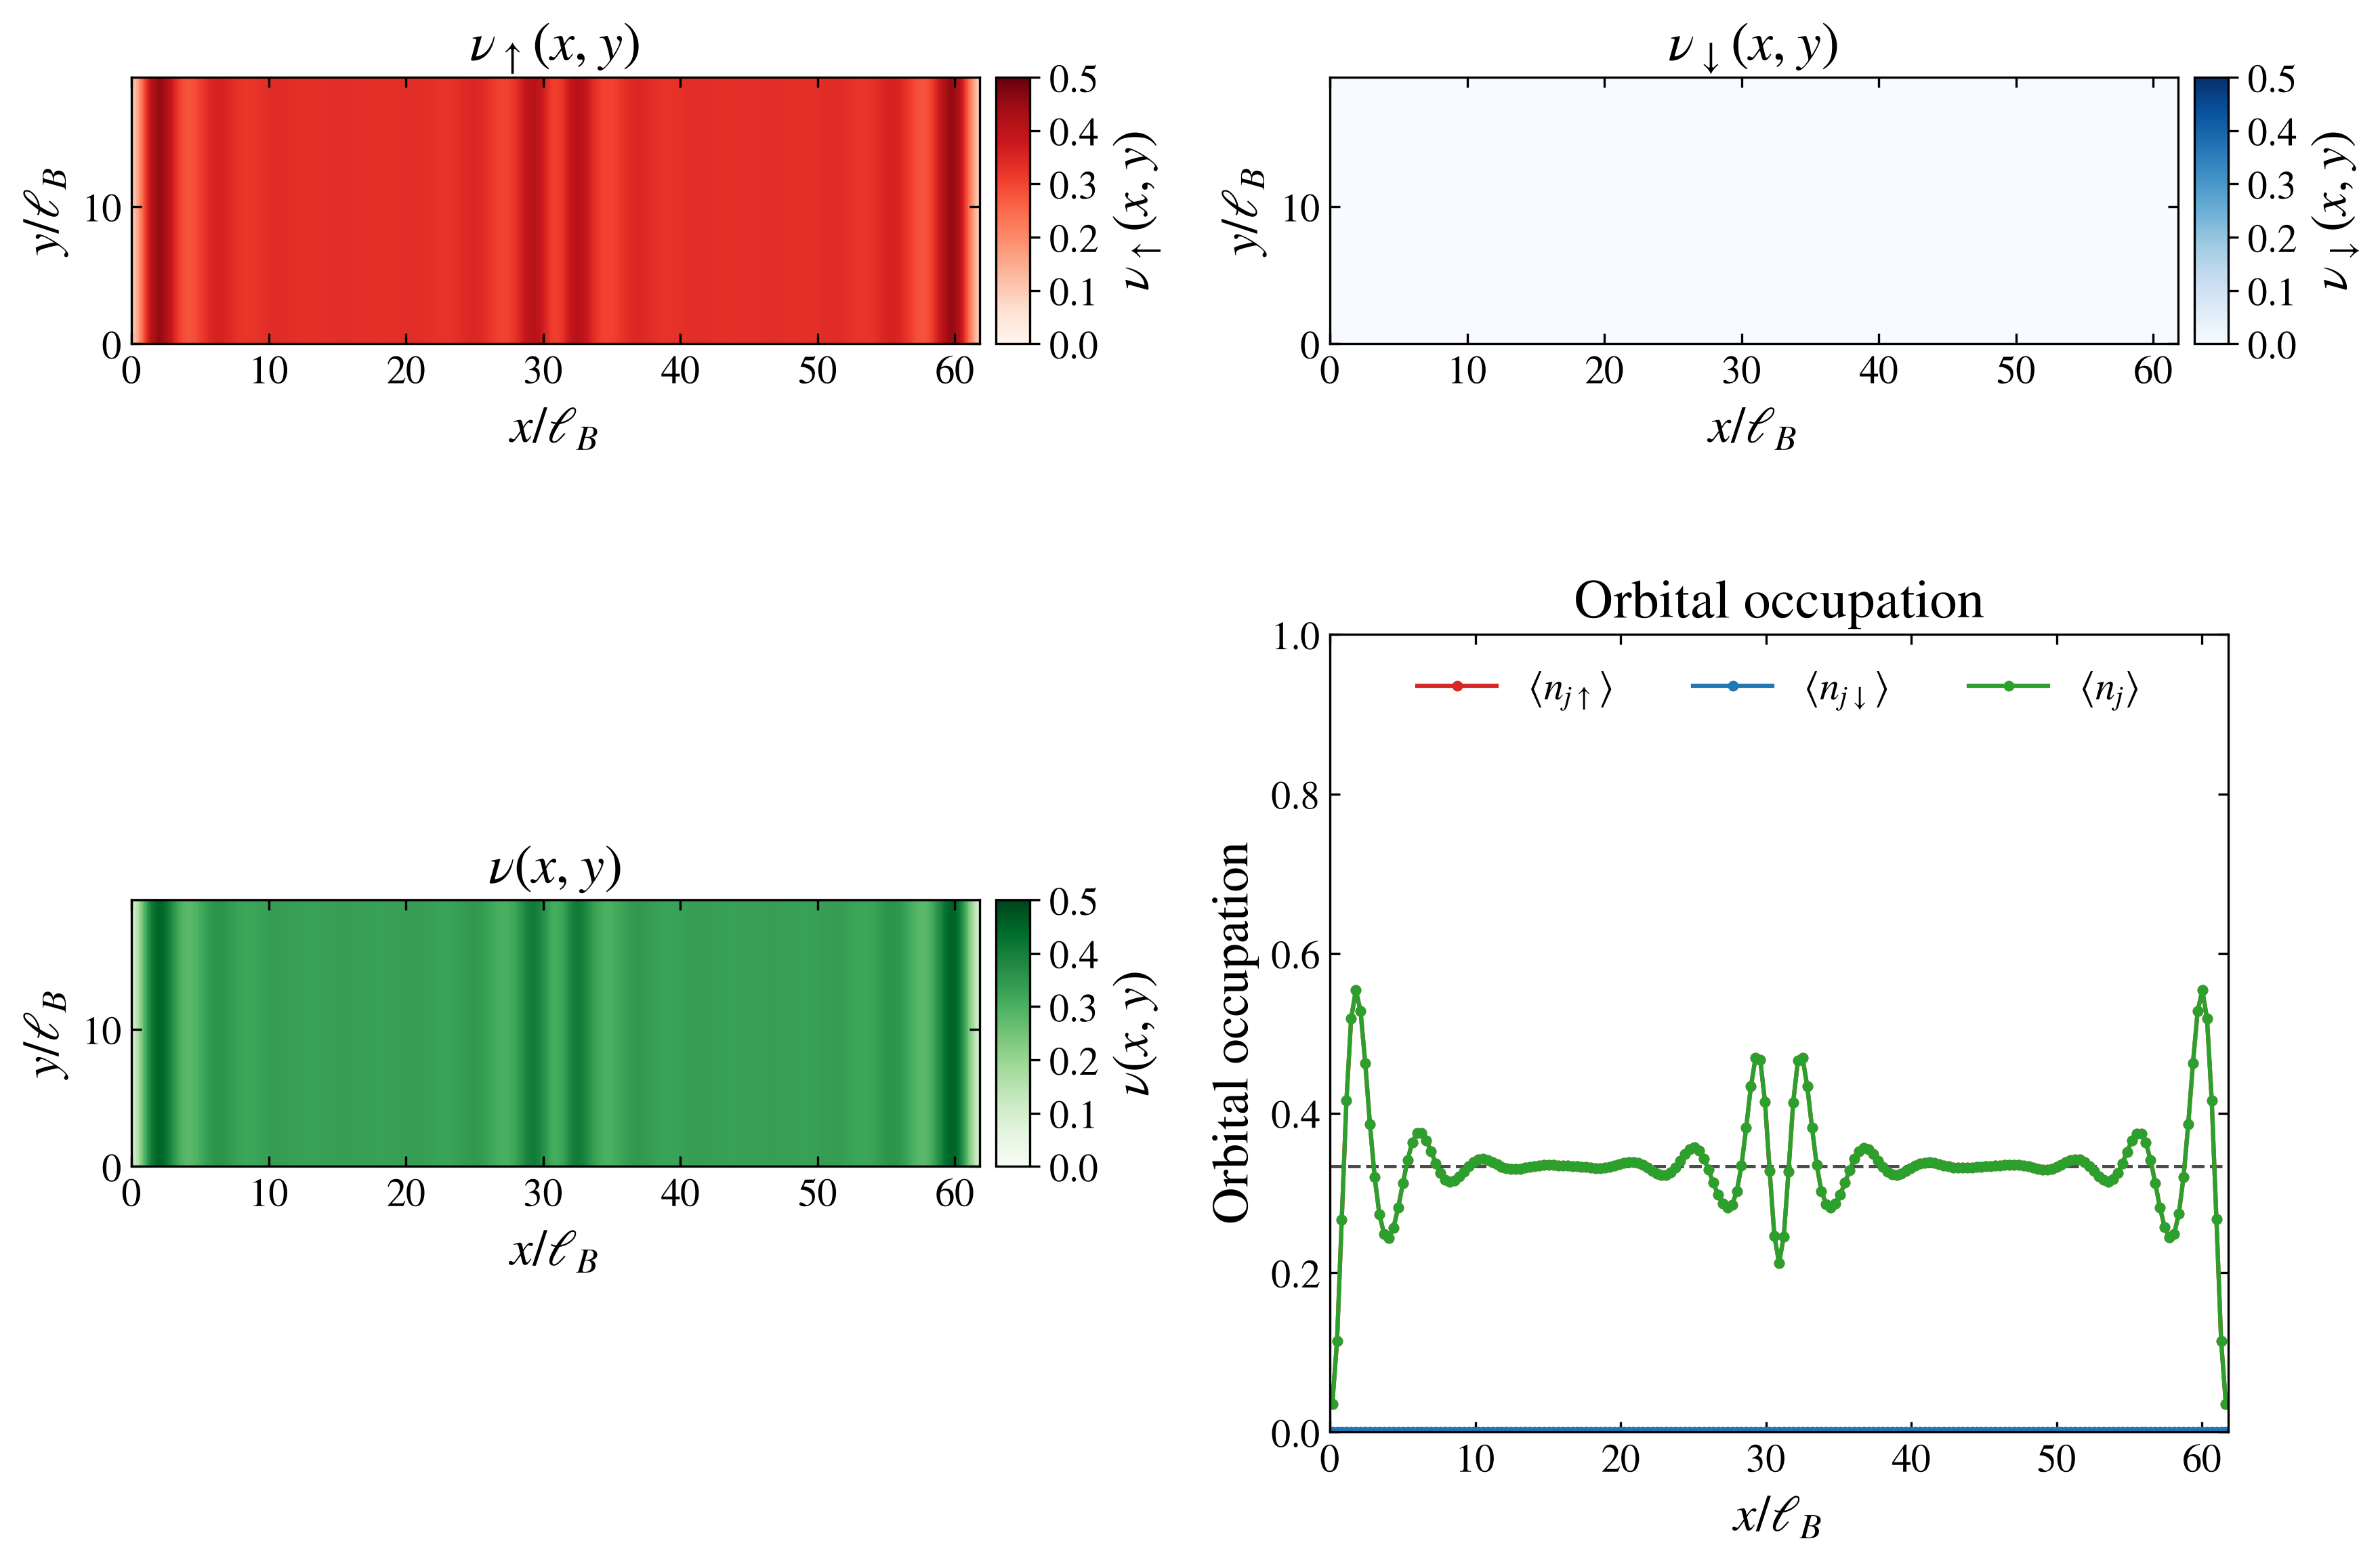 ν↑(x, y)
0.5
0.4
0.3
0.2
0.1
0.0
ν↑(x, y)
y/ℓB
10
0
0 10 20 30 40 50 60
x/ℓB
ν↓(x, y)
0.5
0.4
0.3
0.2
0.1
0.0
ν↓(x, y)
y/ℓB
10
0
0 10 20 30 40 50 60
x/ℓB
ν(x, y)
0.5
0.4
0.3
0.2
0.1
0.0
ν(x, y)
y/ℓB
10
0
0 10 20 30 40 50 60
x/ℓB
Orbital occupation
⟨nj↑⟩ ⟨nj↓⟩ ⟨nj⟩
Orbital occupation
1.0
0.8
0.6
0.4
0.2
0.0
0 10 20 30 40 50 60
x/ℓB